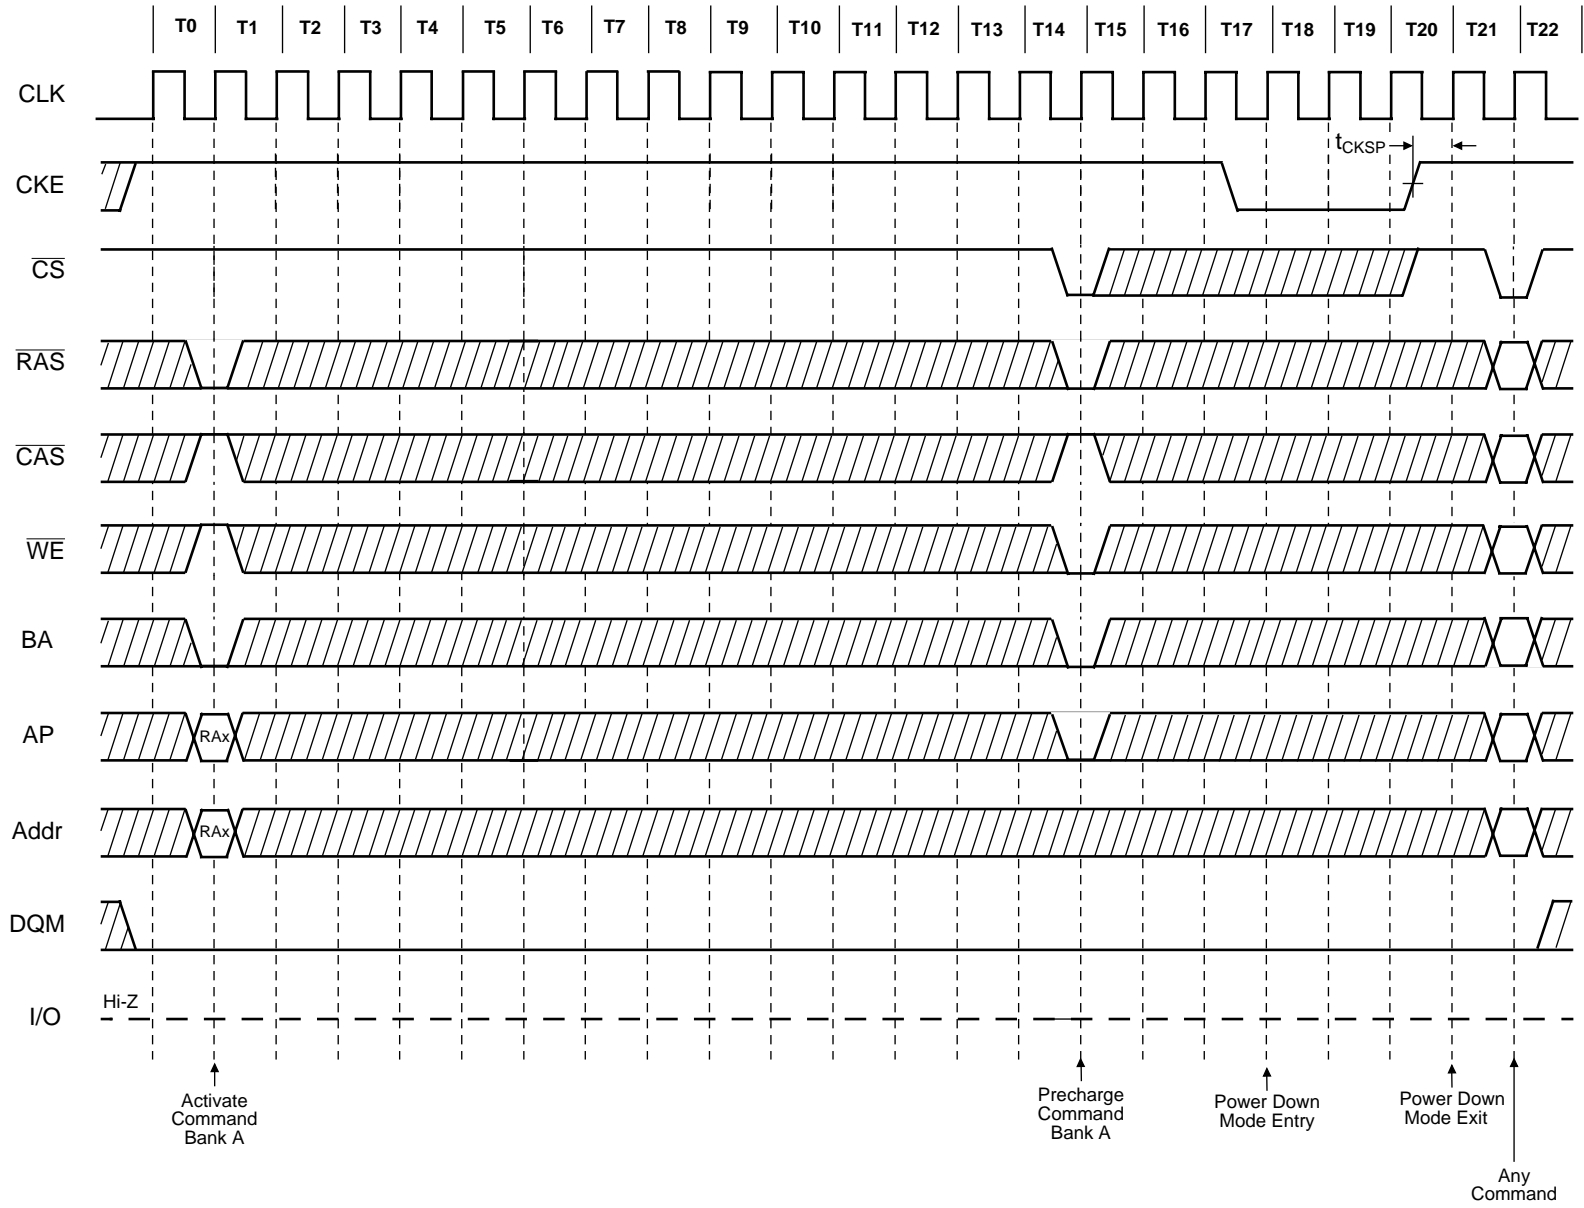 T0 T1 T2 T3 T4 T5 T6 T7 T8 T9 T10 T11 T12 T13 T14 T15 T16 T17 T18 T19 T20 T21 T22
CLK
tCKSP
CKE
CS
RAS
CAS
WE
BA
AP
RAx
Addr
RAx
DQM
Hi-Z
I/O
Activate
Command
Bank A
Precharge
Command
Bank A
Power Down
Mode Entry
Power Down
Mode Exit
Any
Command